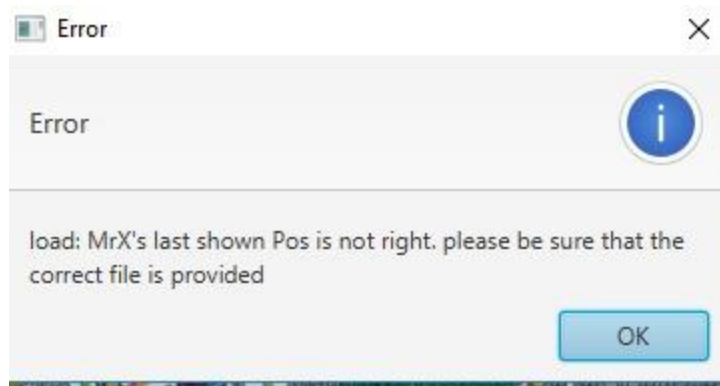 Error
Error
i
load: MrX's last shown Pos is not right. please be sure that the
correct file is provided
OK